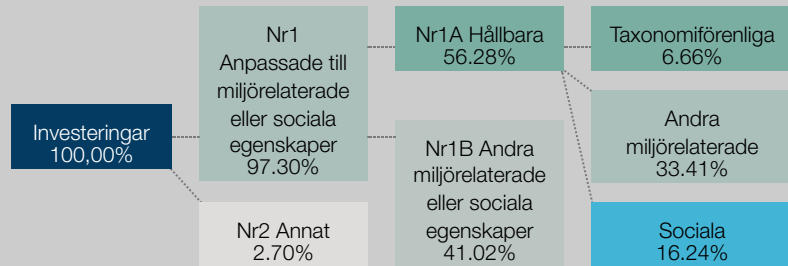 Investeringar
100,00%
Nr1
Anpassade till
miljörelaterade
eller sociala
egenskaper
97.30%
Nr2 Annat
2.70%
Nr1A Hållbara
56.28%
Nr1B Andra
miljörelaterade
eller sociala
egenskaper
41.02%
Taxonomiförenliga
6.66%
Andra
miljörelaterade
33.41%
Sociala
16.24%